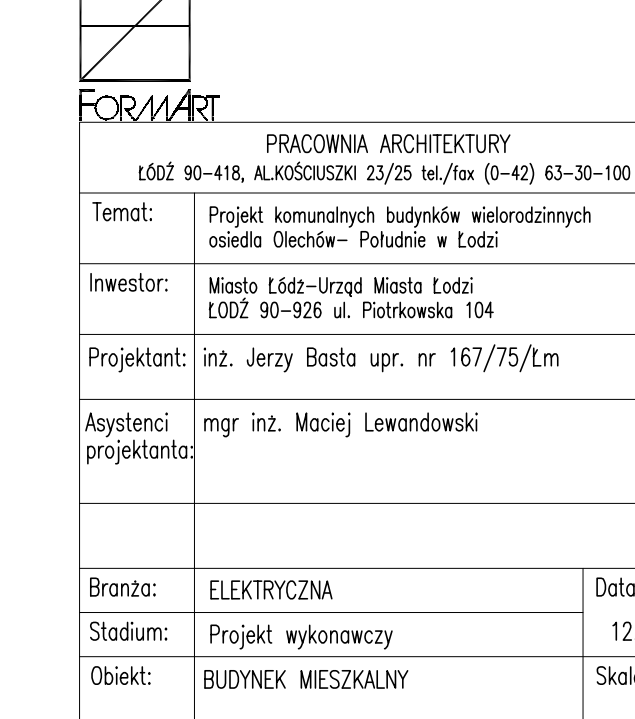 FORMART
PRACOWNIA ARCHITEKTURY
ŁÓDŹ 90-418, AL.KOŚCIUSZKI 23/25 tel./fax (0-42) 63-30-100
Temat:
Projekt komunalnych budynków wielorodzinnych
osiedla Olechów- Południe w Łodzi
Inwestor:
Miasto Łódź-Urząd Miasta Łodzi
ŁODŹ 90-926 ul. Piotrkowska 104
Projektant: inż. Jerzy Basta upr. nr 167/75/Łm
Asystenci
projektanta:
mgr inż. Maciej Lewandowski
Branża: ELEKTRYCZNA Data
Stadium: Projekt wykonawczy 12
Obiekt: BUDYNEK MIESZKALNY